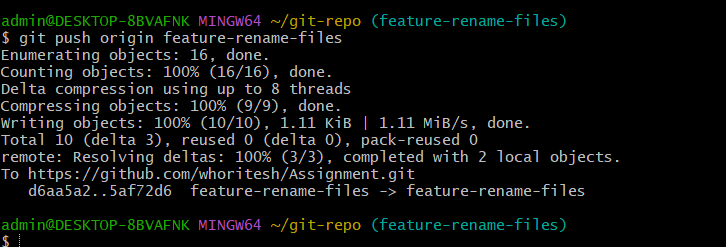 admin@DESKTOP-8BVAFNK MINGW64 ~/git-repo (feature-rename-files)
$ git push origin feature-rename-files
Enumerating objects: 16, done.
Counting objects: 100% (16/16), done.
Delta compression using up to 8 threads
Compressing objects: 100% (9/9), done.
Writing objects: 100% (10/10), 1.11 KiB | 1.11 MiB/s, done.
Total 10 (delta 3), reused 0 (delta 0), pack-reused 0
remote: Resolving deltas: 100% (3/3), completed with 2 local objects.
To https://github.com/whoritesh/Assignment.git
   d6aa5a2..5af72d6  feature-rename-files -> feature-rename-files
admin@DESKTOP-8BVAFNK MINGW64 ~/git-repo (feature-rename-files)
$